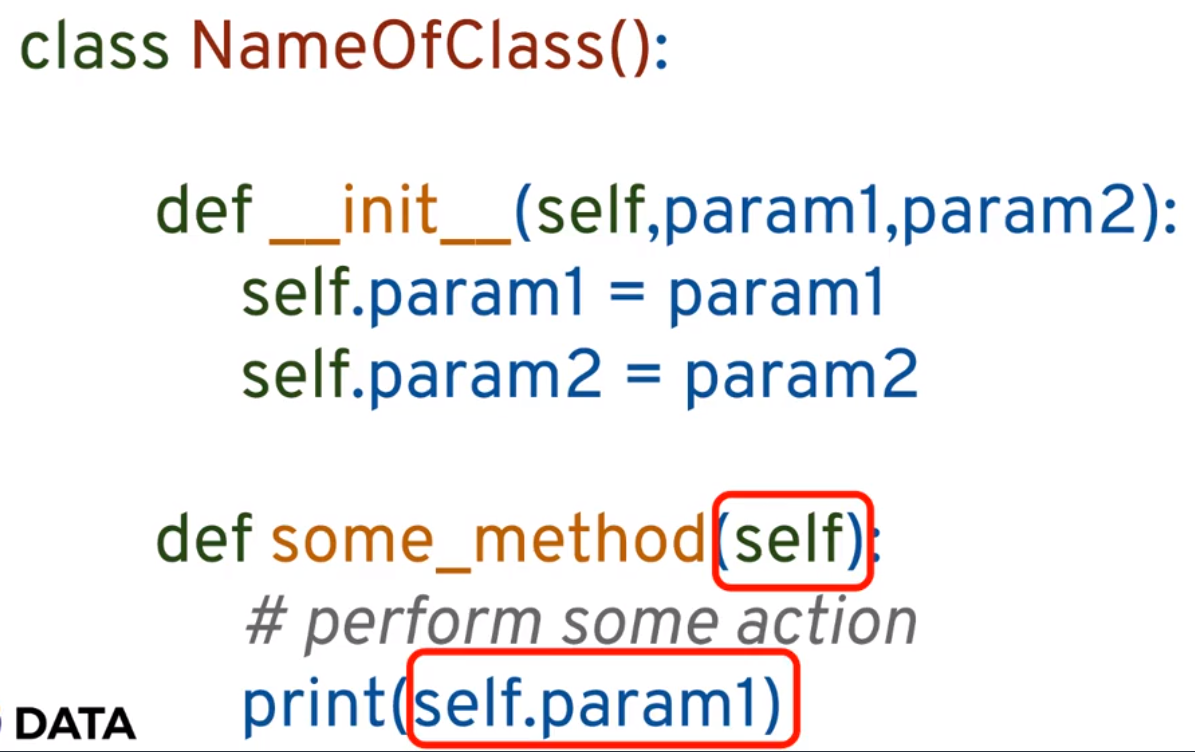 class NameOfClass():
def __init__(self,param1,param2):
self.param1 = param1
self.param2 = param2
def some_method(self):
# perform some action
print(self.param1)
DATA